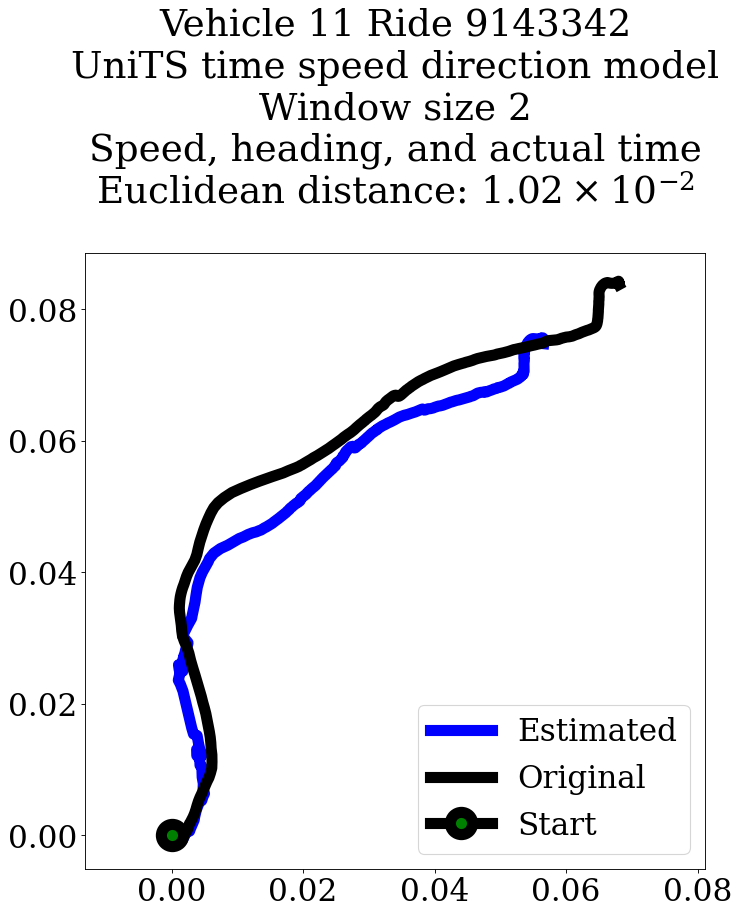 Vehicle 11 Ride 9143342
UniTS time speed direction model
Window size 2
Speed, heading, and actual time
Euclidean distance: 1.02 × 10⁻²
0.08
0.06
0.04
0.02
0.00
Estimated
Original
Start
0.00 0.02 0.04 0.06 0.08